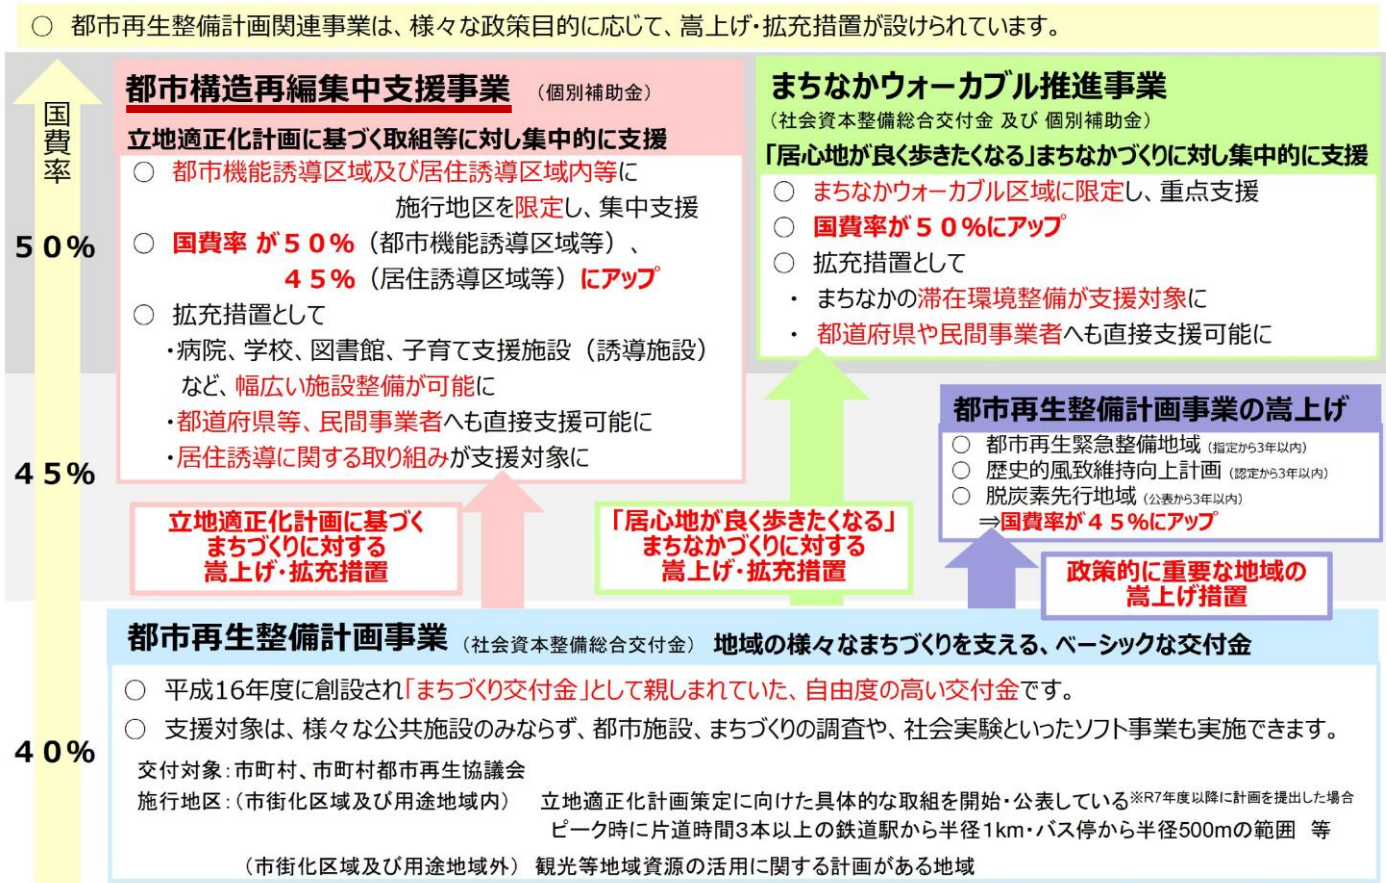 ○ 都市再生整備計画関連事業は、様々な政策目的に応じて、嵩上げ・拡充措置が設けられています。
国費率
50%
45%
40%
都市構造再編集中支援事業 （個別補助金）
立地適正化計画に基づく取組等に対し集中的に支援
○ 都市機能誘導区域及び居住誘導区域内等に
施行地区を限定し、集中支援
○ 国費率 が５０％（都市機能誘導区域等）、
４５％（居住誘導区域等）にアップ
○ 拡充措置として
・病院、学校、図書館、子育て支援施設（誘導施設）
など、幅広い施設整備が可能に
・都道府県等、民間事業者へも直接支援可能に
・居住誘導に関する取り組みが支援対象に
まちなかウォーカブル推進事業
（社会資本整備総合交付金 及び 個別補助金）
「居心地が良く歩きたくなる」まちなかづくりに対し集中的に支援
○ まちなかウォーカブル区域に限定し、重点支援
○ 国費率が５０％にアップ
○ 拡充措置として
・ まちなかの滞在環境整備が支援対象に
・ 都道府県や民間事業者へも直接支援可能に
都市再生整備計画事業の嵩上げ
○ 都市再生緊急整備地域（指定から3年以内）
○ 歴史的風致維持向上計画（認定から3年以内）
○ 脱炭素先行地域（公表から3年以内）
⇒国費率が４５％にアップ
立地適正化計画に基づく
まちづくりに対する
嵩上げ・拡充措置
「居心地が良く歩きたくなる」
まちなかづくりに対する
嵩上げ・拡充措置
政策的に重要な地域の
嵩上げ措置
都市再生整備計画事業（社会資本整備総合交付金） 地域の様々なまちづくりを支える、ベーシックな交付金
○ 平成16年度に創設され「まちづくり交付金」として親しまれていた、自由度の高い交付金です。
○ 支援対象は、様々な公共施設のみならず、都市施設、まちづくりの調査や、社会実験といったソフト事業も実施できます。
交付対象：市町村、市町村都市再生協議会
施行地区：（市街化区域及び用途地域内） 立地適正化計画策定に向けた具体的な取組を開始・公表している※R7年度以降に計画を提出した場合
ピーク時に片道時間3本以上の鉄道駅から半径1km・バス停から半径500mの範囲 等
（市街化区域及び用途地域外） 観光等地域資源の活用に関する計画がある地域